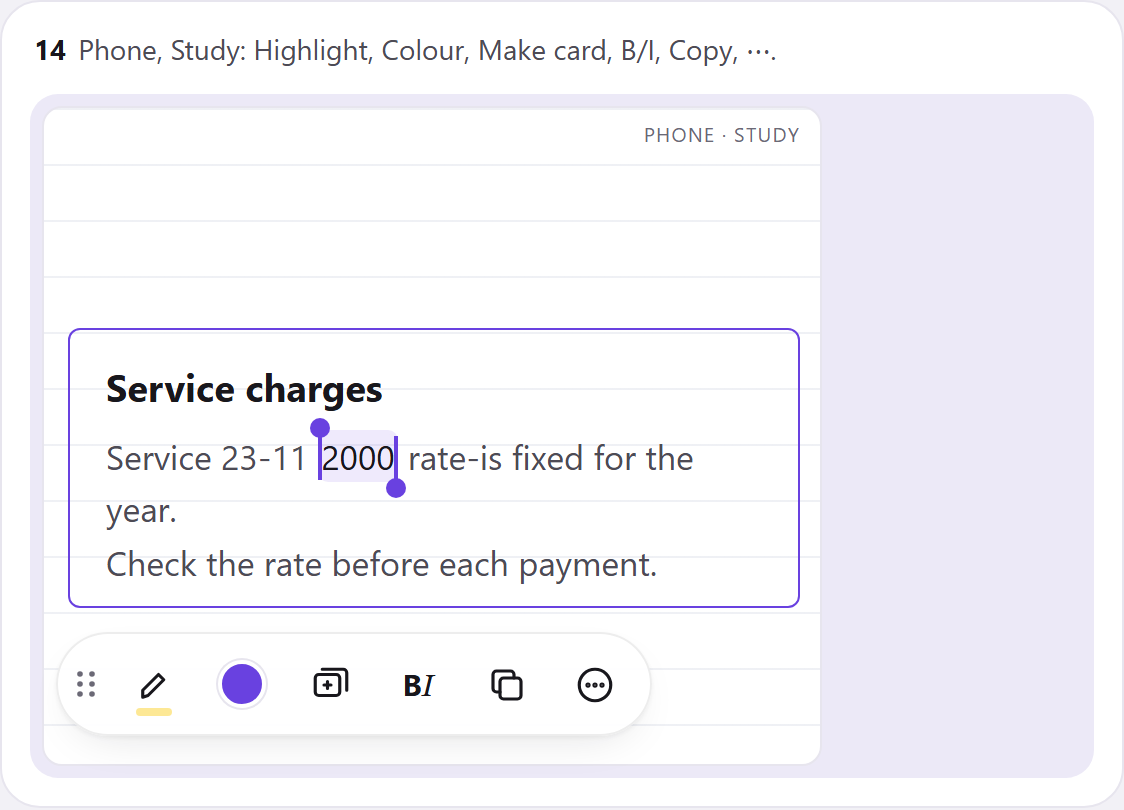 14 Phone, Study: Highlight, Colour, Make card, B/I, Copy, ···.
PHONE · STUDY
Service charges
Service 23-11 2000 rate-is fixed for the
year.
Check the rate before each payment.
BI